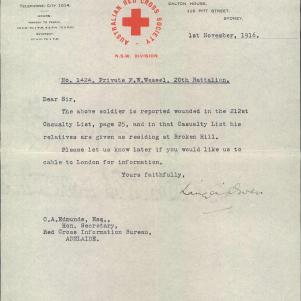 TELEPHONE: CITY 1014.
AUSTRALIAN RED CROSS SOCIETY
N.S.W. DIVISION
DALTON HOUSE,
115 PITT STREET,
SYDNEY.
1st November, 1916.
No. 1424, Private F.W. Wessel, 20th Battalion.
Dear Sir,
The above soldier is reported wounded in the 212st
Casualty List, page 25, and in that Casualty List his
relatives are given as residing at Broken Hill.
Please let us know later if you would like us to
cable to London for information.
Yours faithfully,
C.A. Edmunds, Esq.,
Hon. Secretary,
Red Cross Information Bureau,
ADELAIDE.